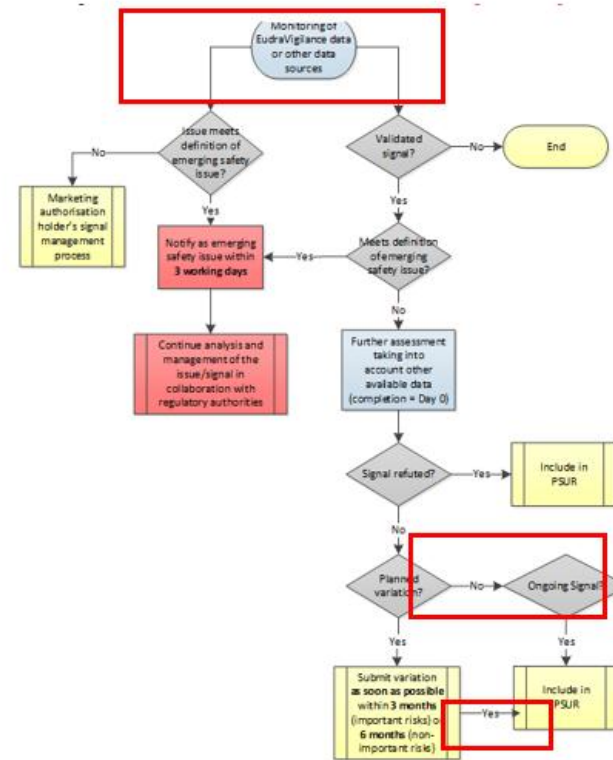 Monitoring of
EudraVigilance data
or other data
sources
Issue meets
definition of
emerging safety
issue?
Validated
signal?
No
No
End
Yes
Yes
Marketing
authorisation
holder's signal
management
process
Notify as emerging
safety issue within
3 working days
Yes
Meets definition
of emerging
safety issue?
No
Continue analysis and
management of the
issue/signal in
collaboration with
regulatory authorities
Further assessment
taking into
account other
available data
(completion = Day 0)
Signal refuted?
Yes
Include in
PSUR
No
Planned
variation?
No
Ongoing Signal?
Yes
Yes
Submit variation
as soon as possible
within 3 months
(important risks) o
6 months (non-
important risks)
Yes
Include in
PSUR